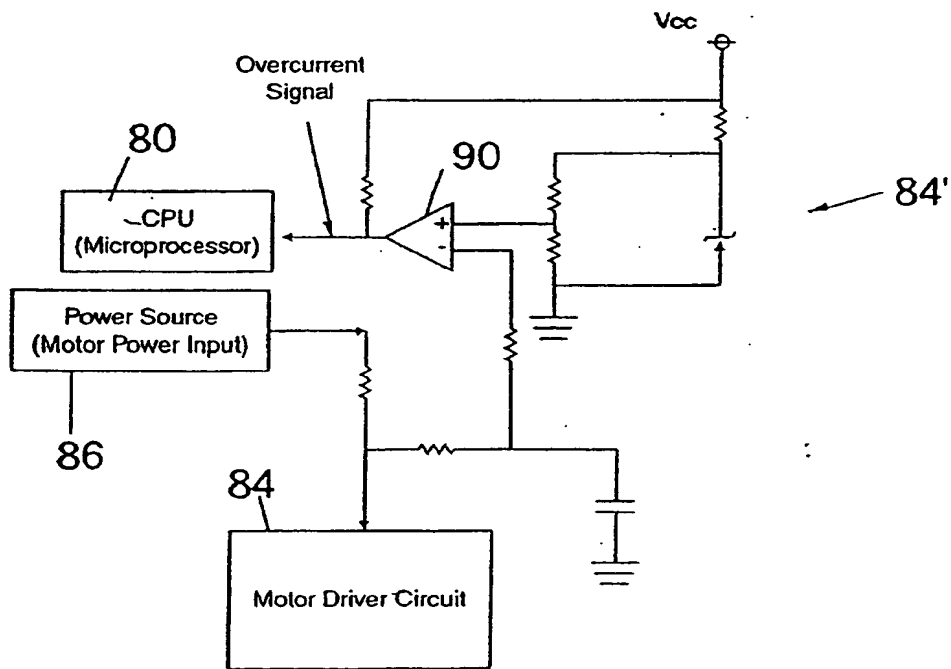 Vcc
Overcurrent
Signal
80
90
84'
CPU
(Microprocessor)
+
-
Power Source
(Motor Power Input)
86
84
Motor Driver Circuit